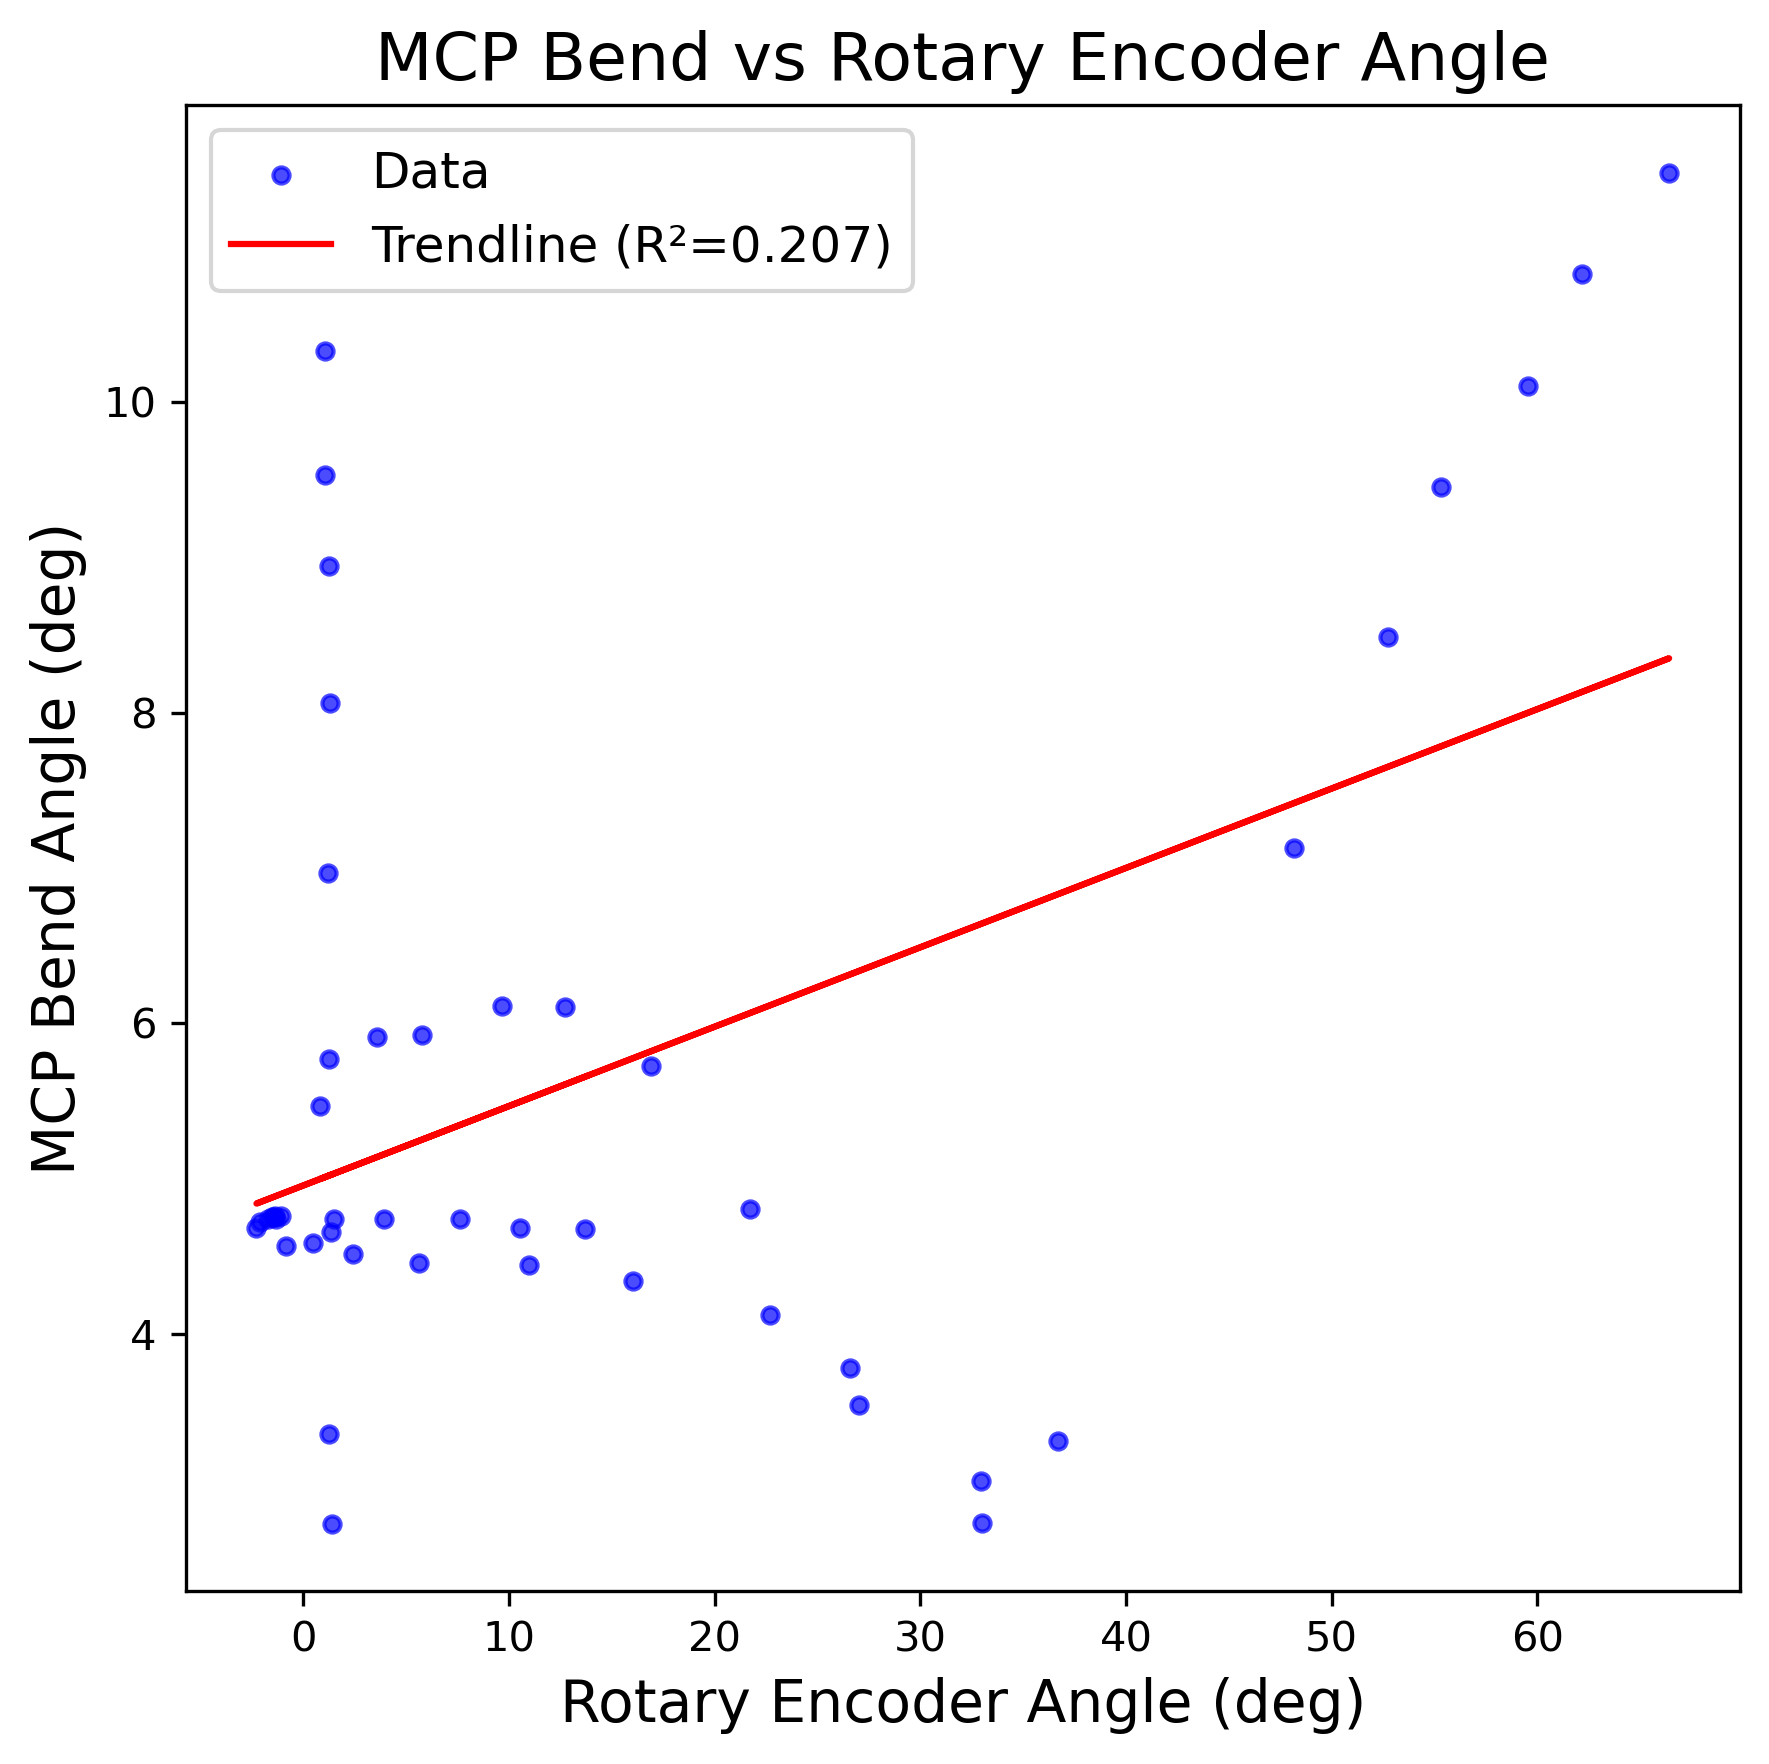 MCP Bend vs Rotary Encoder Angle
Data
Trendline (R²=0.207)
10
8
6
4
MCP Bend Angle (deg)
0 10 20 30 40 50 60
Rotary Encoder Angle (deg)